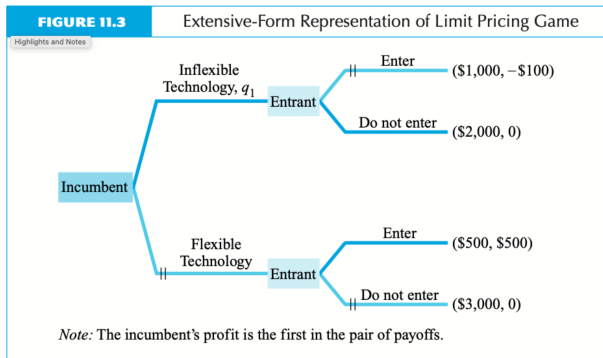 FIGURE 11.3
Extensive-Form Representation of Limit Pricing Game
Highlights and Notes
Inflexible
Technology, q1
Entrant
Enter
($1,000, −$100)
Do not enter
($2,000, 0)
Incumbent
Flexible
Technology
Entrant
Enter
($500, $500)
Do not enter
($3,000, 0)
Note: The incumbent's profit is the first in the pair of payoffs.